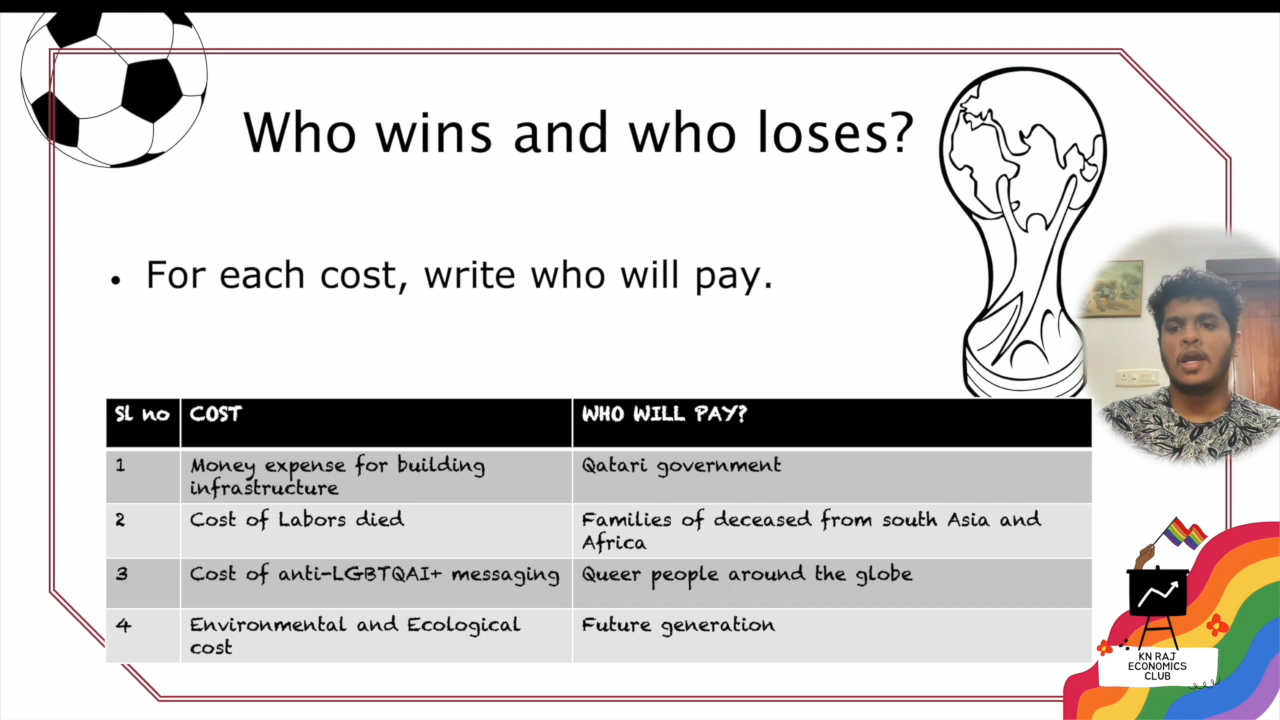 Who wins and who loses?
• For each cost, write who will pay.
Sl no COST WHO WILL PAY?
1 Money expense for building Qatari government
infrastructure
2 Cost of Labors died Families of deceased from south Asia and
Africa
3 Cost of anti-LGBTQAI+ messaging Queer people around the globe
4 Environmental and Ecological Future generation
cost
KN RAJ
ECONOMICS
CLUB